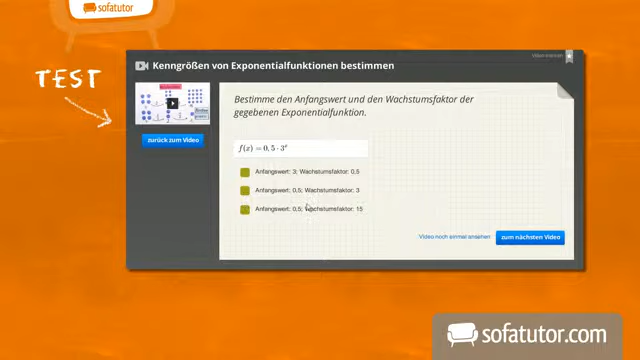 sofatutor
TEST
Kenngrößen von Exponentialfunktionen bestimmen
zurück zum Video
Bestimme den Anfangswert und den Wachstumsfaktor der
gegebenen Exponentialfunktion.
f(x) = 0,5 · 3ˣ
Anfangswert: 3; Wachstumsfaktor: 0,5
Anfangswert: 0,5; Wachstumsfaktor: 3
Anfangswert: 0,5; Wachstumsfaktor: 15
Video noch einmal ansehen
zum nächsten Video
sofatutor.com